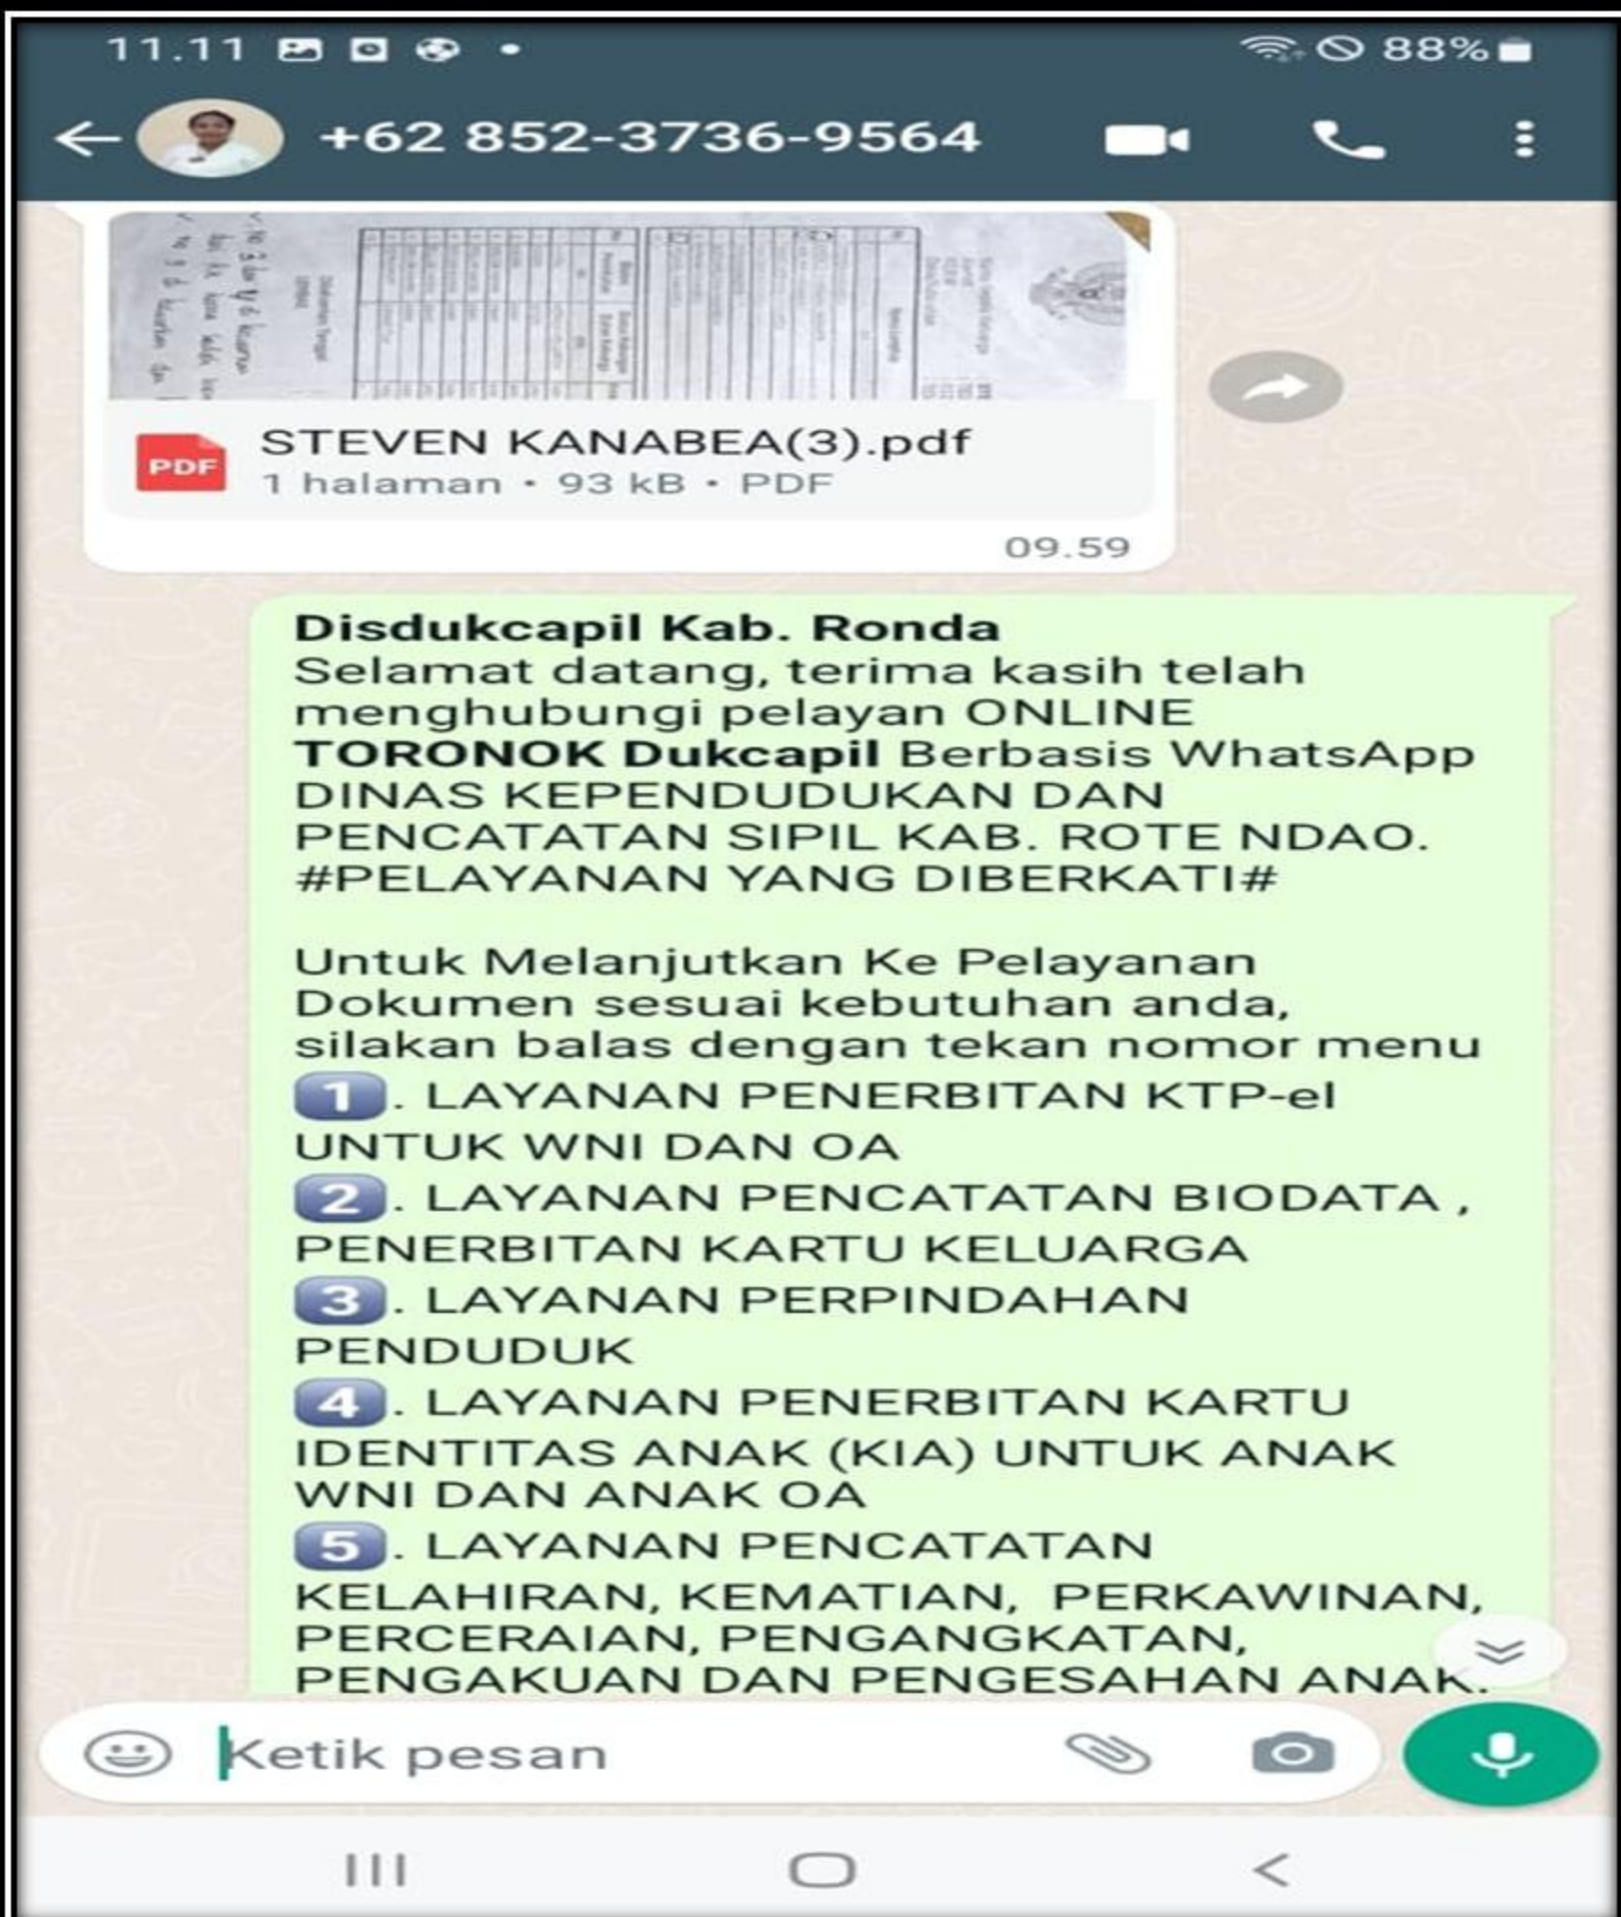 11.11
88%
+62 852-3736-9564
STEVEN KANABEA(3).pdf
PDF
1 halaman • 93 kB • PDF
09.59
Disdukcapil Kab. Ronda
Selamat datang, terima kasih telah
menghubungi pelayan ONLINE
TORONOK Dukcapil Berbasis WhatsApp
DINAS KEPENDUDUKAN DAN
PENCATATAN SIPIL KAB. ROTE NDAO.
#PELAYANAN YANG DIBERKATI#
Untuk Melanjutkan Ke Pelayanan
Dokumen sesuai kebutuhan anda,
silakan balas dengan tekan nomor menu
1. LAYANAN PENERBITAN KTP-el
UNTUK WNI DAN OA
2. LAYANAN PENCATATAN BIODATA ,
PENERBITAN KARTU KELUARGA
3. LAYANAN PERPINDAHAN
PENDUDUK
4. LAYANAN PENERBITAN KARTU
IDENTITAS ANAK (KIA) UNTUK ANAK
WNI DAN ANAK OA
5. LAYANAN PENCATATAN
KELAHIRAN, KEMATIAN,  PERKAWINAN,
PERCERAIAN, PENGANGKATAN,
PENGAKUAN DAN PENGESAHAN ANAK.
Ketik pesan